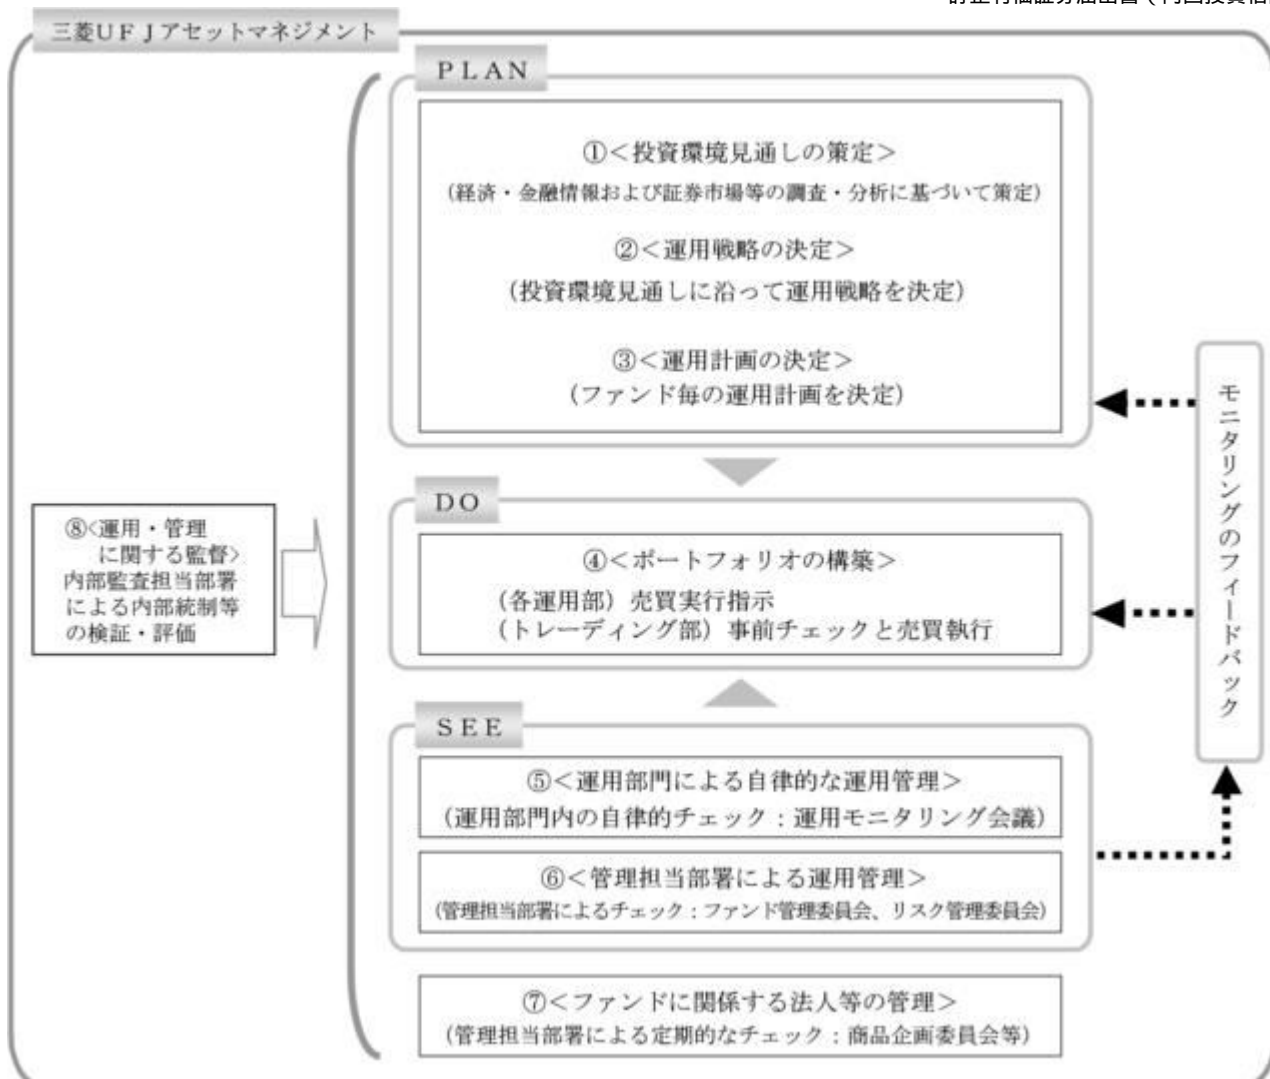 三菱ＵＦＪアセットマネジメント
ＰＬＡＮ
①＜投資環境見通しの策定＞
（経済・金融情報および証券市場等の調査・分析に基づいて策定）
②＜運用戦略の決定＞
（投資環境見通しに沿って運用戦略を決定）
③＜運用計画の決定＞
（ファンド毎の運用計画を決定）
ＤＯ
④＜ポートフォリオの構築＞
（各運用部）売買実行指示
（トレーディング部）事前チェックと売買執行
ＳＥＥ
⑤＜運用部門による自律的な運用管理＞
（運用部門内の自律的チェック：運用モニタリング会議）
⑥＜管理担当部署による運用管理＞
（管理担当部署によるチェック：ファンド管理委員会、リスク管理委員会）
⑦＜ファンドに関係する法人等の管理＞
（管理担当部署による定期的なチェック：商品企画委員会等）
⑧＜運用・管理
に関する監督＞
内部監査担当部署
による内部統制等
の検証・評価
モニタリングのフィードバック